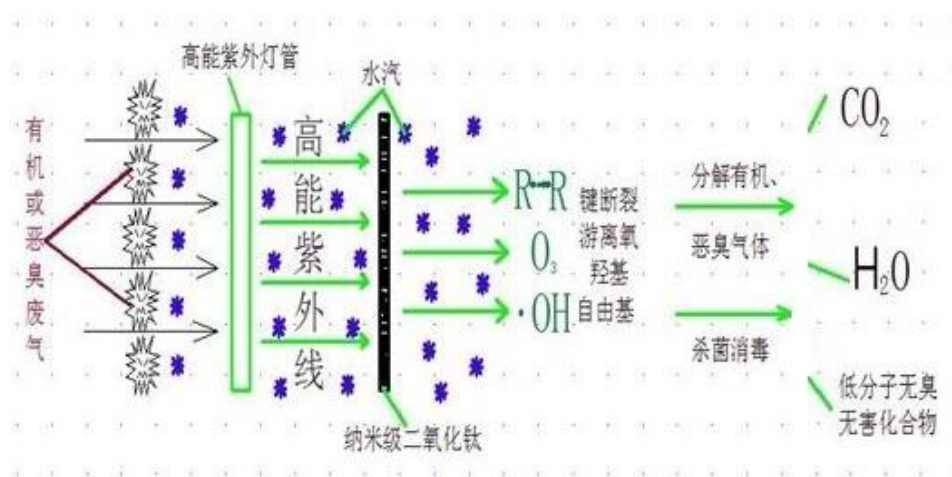 高能紫外灯管
水汽
有机或恶臭废气
高能紫外线
纳米级二氧化钛
R-R
O₃
·OH
键断裂
游离氧
羟基
自由基
分解有机、
恶臭气体
杀菌消毒
CO₂
H₂O
低分子无臭
无害化合物